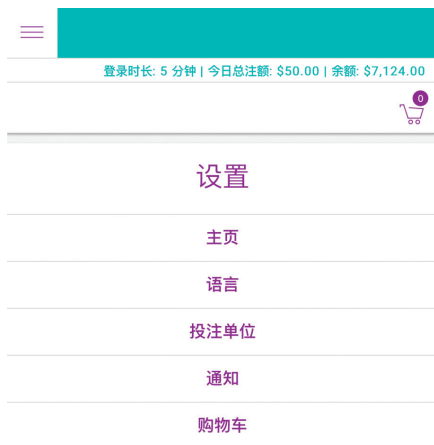 登录时长: 5 分钟 | 今日总注额: $50.00 | 余额: $7,124.00
0
设置
主页
语言
投注单位
通知
购物车